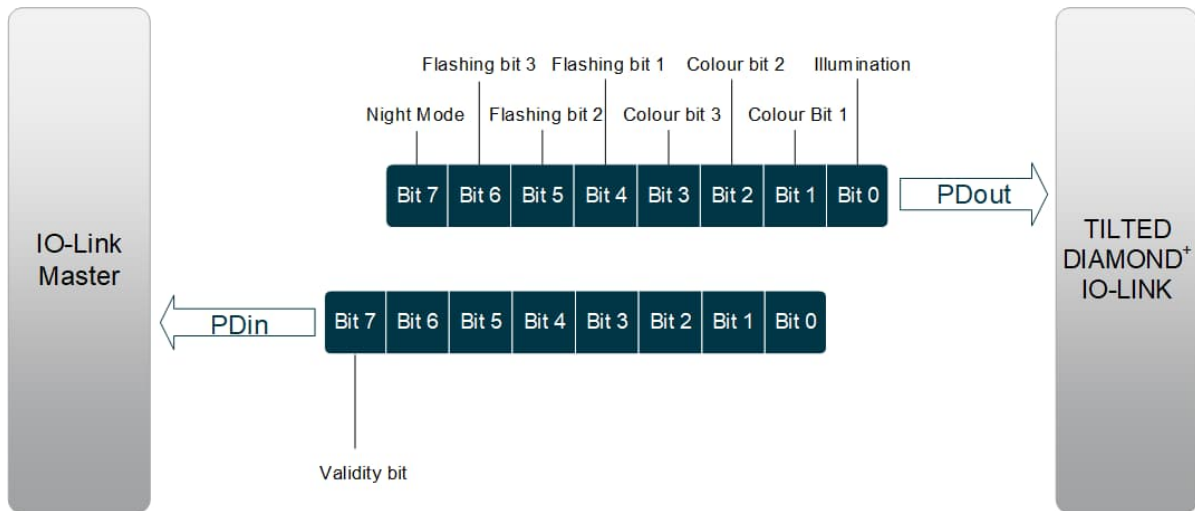 Flashing bit 3 Flashing bit 1 Colour bit 2 Illumination
Night Mode Flashing bit 2 Colour bit 3 Colour Bit 1
Bit 7 Bit 6 Bit 5 Bit 4 Bit 3 Bit 2 Bit 1 Bit 0
PDout
IO-Link
Master
TILTED
DIAMOND⁺
IO-LINK
PDin
Bit 7 Bit 6 Bit 5 Bit 4 Bit 3 Bit 2 Bit 1 Bit 0
Validity bit